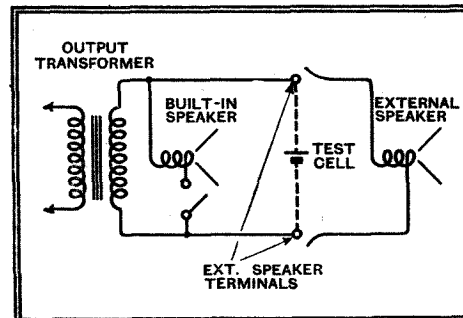 OUTPUT
TRANSFORMER
BUILT-IN
SPEAKER
EXTERNAL
SPEAKER
TEST
CELL
EXT. SPEAKER
TERMINALS